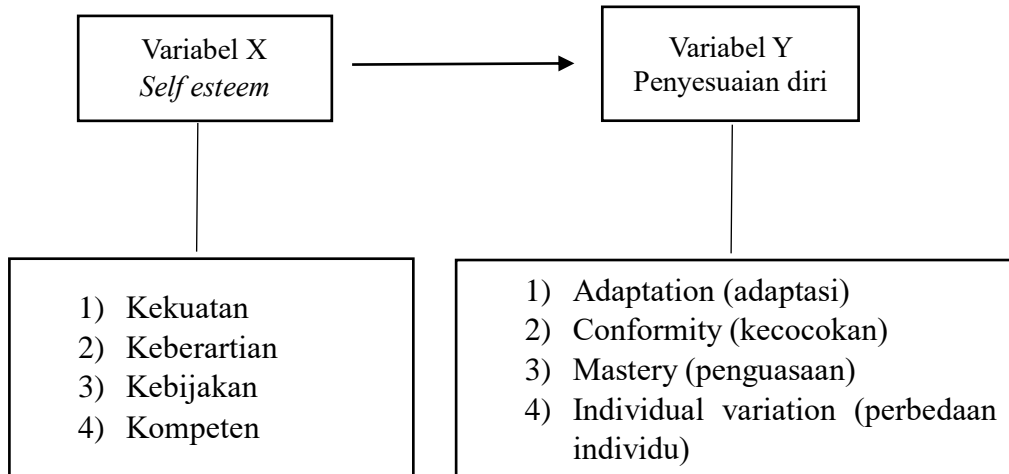 Variabel X
Self esteem
Variabel Y
Penyesuaian diri
1) Kekuatan
2) Keberartian
3) Kebijakan
4) Kompeten
1) Adaptation (adaptasi)
2) Conformity (kecocokan)
3) Mastery (penguasaan)
4) Individual variation (perbedaan
individu)